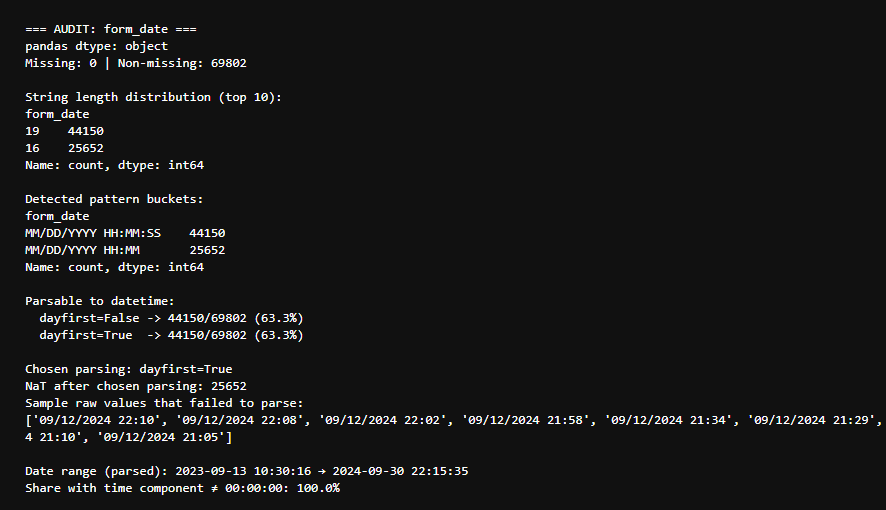 === AUDIT: form_date ===
pandas dtype: object
Missing: 0 | Non-missing: 69802
String length distribution (top 10):
form_date
19    44150
16    25652
Name: count, dtype: int64
Detected pattern buckets:
form_date
MM/DD/YYYY HH:MM:SS    44150
MM/DD/YYYY HH:MM       25652
Name: count, dtype: int64
Parsable to datetime:
  dayfirst=False -> 44150/69802 (63.3%)
  dayfirst=True  -> 44150/69802 (63.3%)
Chosen parsing: dayfirst=True
NaT after chosen parsing: 25652
Sample raw values that failed to parse:
['09/12/2024 22:10', '09/12/2024 22:08', '09/12/2024 22:02', '09/12/2024 21:58', '09/12/2024 21:34', '09/12/2024 21:29',
4 21:10', '09/12/2024 21:05']
Date range (parsed): 2023-09-13 10:30:16 → 2024-09-30 22:15:35
Share with time component ≠ 00:00:00: 100.0%